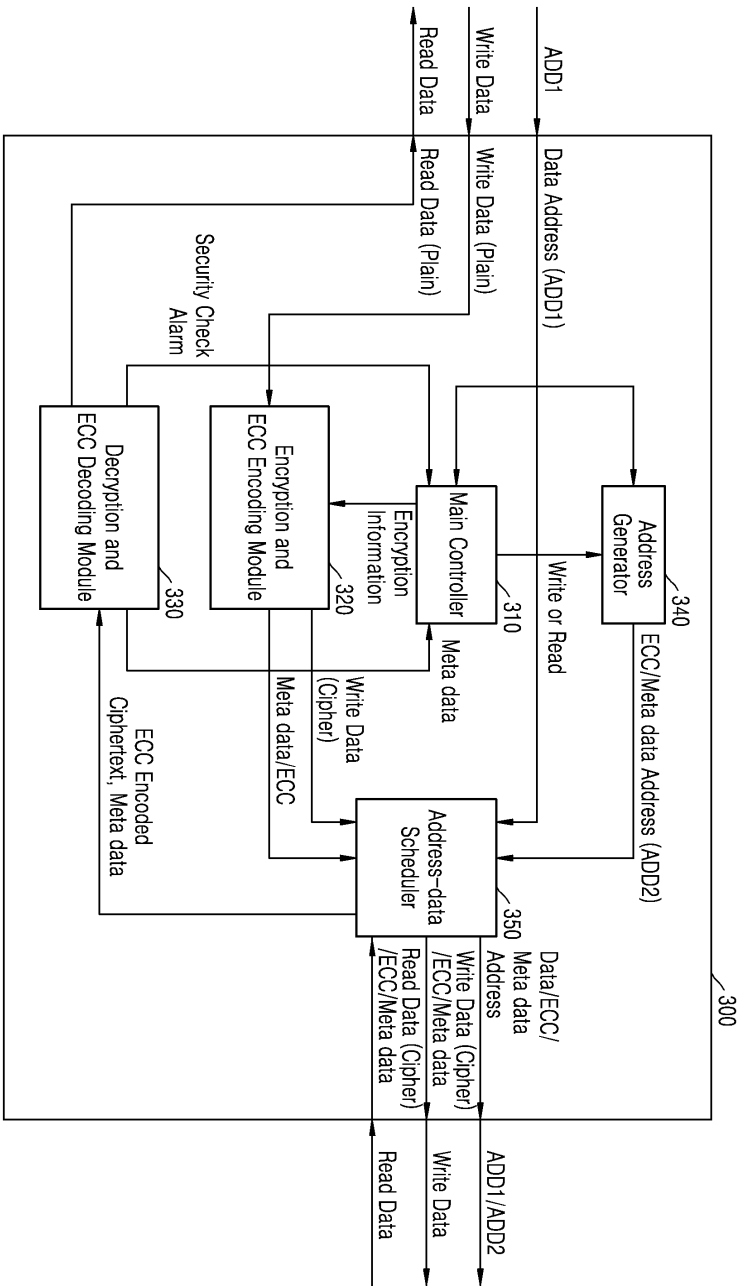 300
ADD1
Data Address (ADD1)
Write Data
Write Data (Plain)
Read Data
Read Data (Plain)
Address
Generator
340
ECC/Meta data Address (ADD2)
Write or Read
Main Controller
310
Encryption
Information
Meta data
Security Check
Alarm
Encryption and
ECC Encoding Module
320
Write Data
(Cipher)
Meta data/ECC
Decryption and
ECC Decoding Module
330
ECC Encoded
Ciphertext, Meta data
Address-data
Scheduler
350
Data/ECC/
Meta data
Address
Write Data (Cipher)
/ECC/Meta data
Read Data (Cipher)
/ECC/Meta data
ADD1/ADD2
Write Data
Read Data